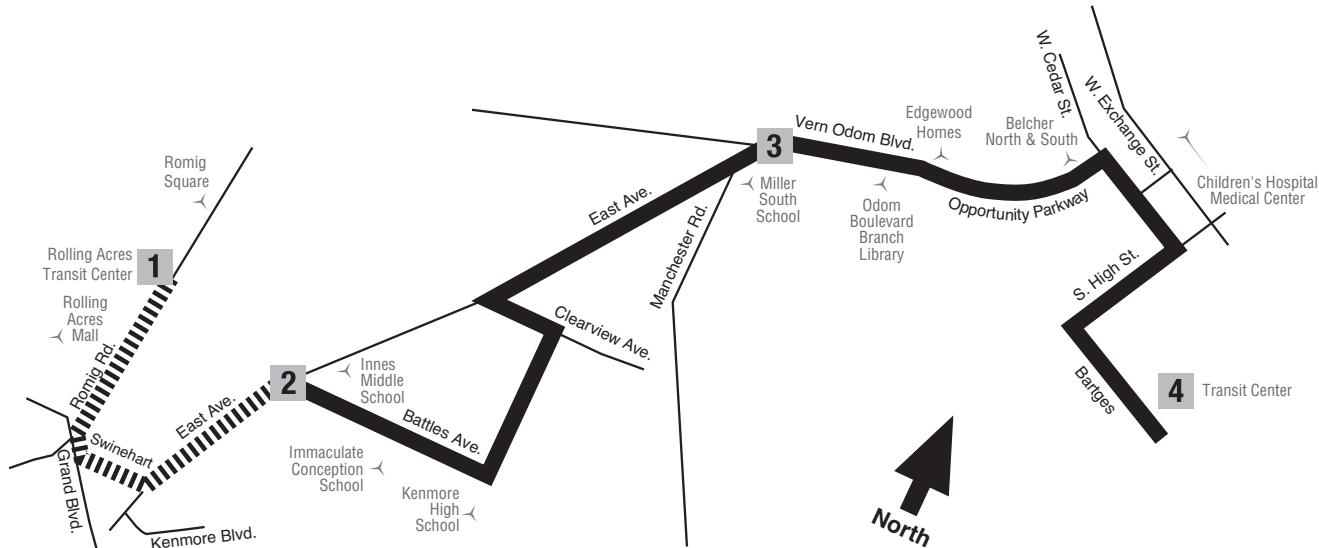 Romig
Square
Rolling Acres
Transit Center
1
Rolling
Acres
Mall
Romig Rd.
Swinehart
Grand Blvd.
Kenmore Blvd.
East Ave.
2
Innes
Middle
School
Battles Ave.
Immaculate
Conception
School
Kenmore
High
School
East Ave.
Clearview Ave.
Manchester Rd.
3
Miller
South
School
Vern Odom Blvd.
Odom
Boulevard
Branch
Library
Edgewood
Homes
Opportunity Parkway
Belcher
North & South
W. Cedar St.
W. Exchange St.
Children's Hospital
Medical Center
S. High St.
Bartges
4
Transit Center
North